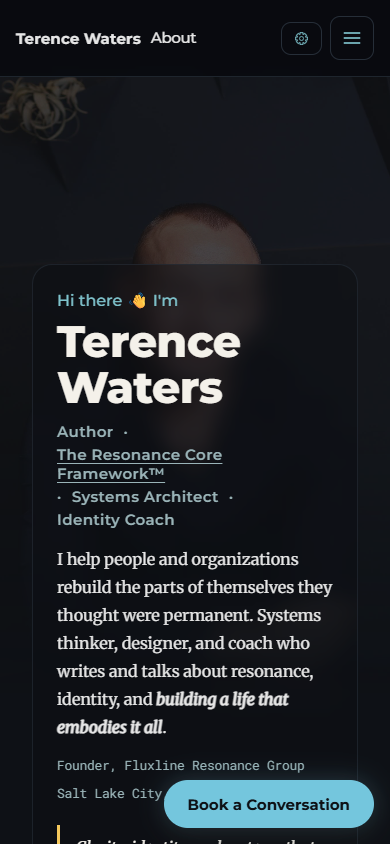 Terence Waters About
Hi there 👋 I'm
Terence
Waters
Author ·
The Resonance Core
Framework™
· Systems Architect ·
Identity Coach
I help people and organizations
rebuild the parts of themselves they
thought were permanent. Systems
thinker, designer, and coach who
writes and talks about resonance,
identity, and building a life that
embodies it all.
Founder, Fluxline Resonance Group
Salt Lake City
Book a Conversation